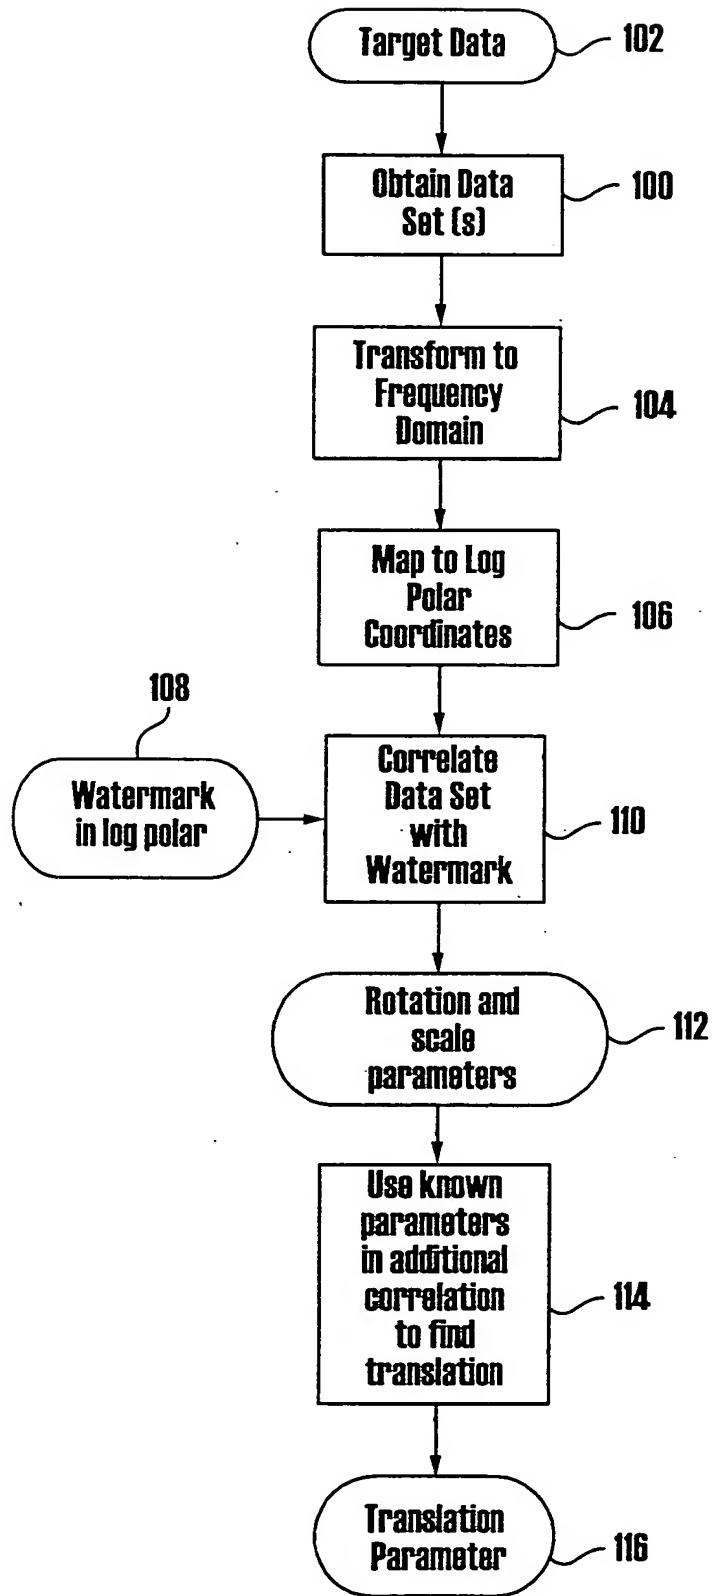 Target Data
102
Obtain Data
Set (s)
100
Transform to
Frequency
Domain
104
Map to Log
Polar
Coordinates
106
108
Watermark
in log polar
Correlate
Data Set
with
Watermark
110
Rotation and
scale
parameters
112
Use known
parameters
in additional
correlation
to find
translation
114
Translation
Parameter
116